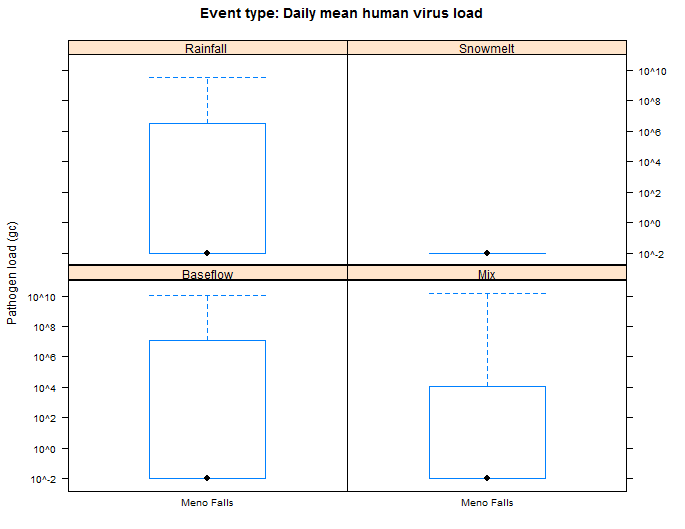 Event type: Daily mean human virus load
Rainfall
Snowmelt
10^10
10^8
10^6
10^4
10^2
10^0
10^-2
Pathogen load (gc)
Baseflow
Mix
10^10
10^8
10^6
10^4
10^2
10^0
10^-2
Meno Falls
Meno Falls